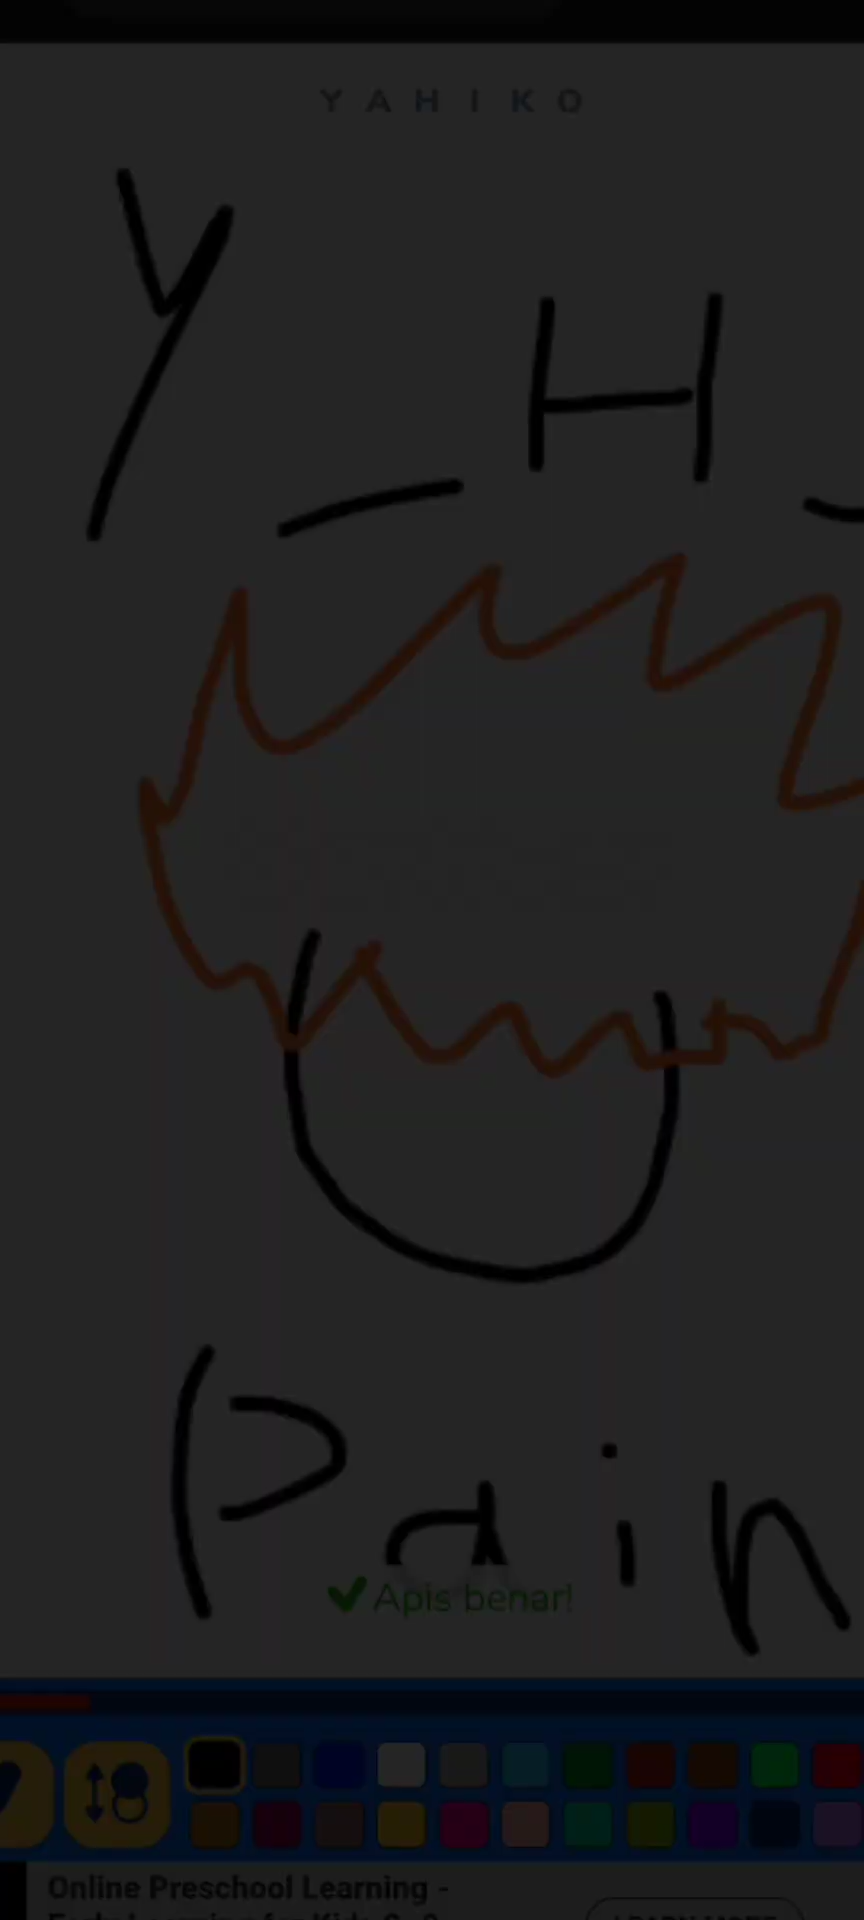 YAHIKO
Y _ H
Pain
Apis benar!
Online Preschool Learning -